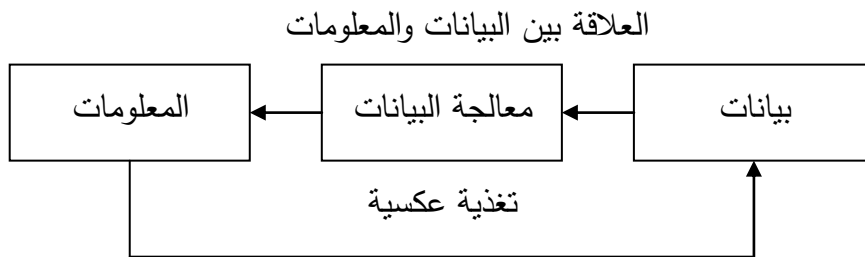 العلاقة بين البيانات والمعلومات
بيانات
معالجة البيانات
المعلومات
تغذية عكسية